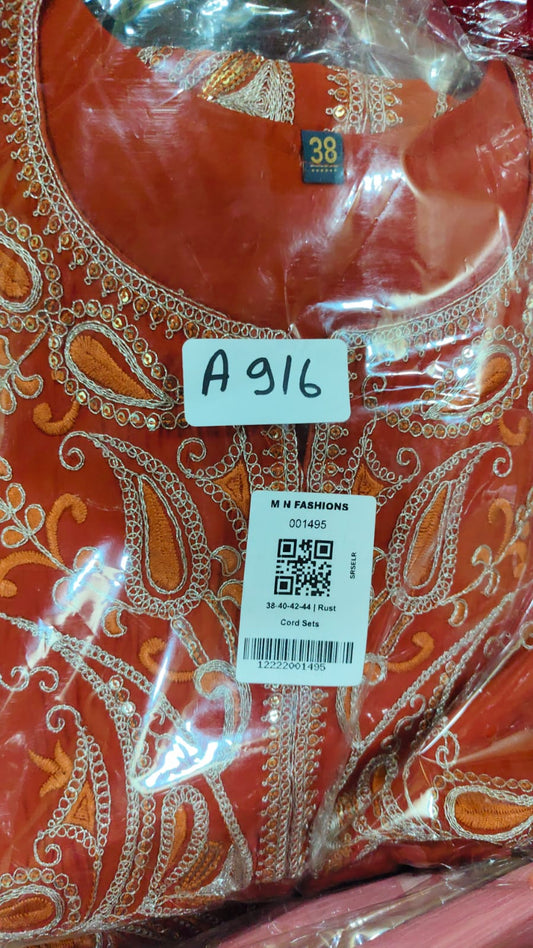 38
A 916
M N FASHIONS
001495
SRSELR
38-40-42-44 | Rust
Cord Sets
12222001495